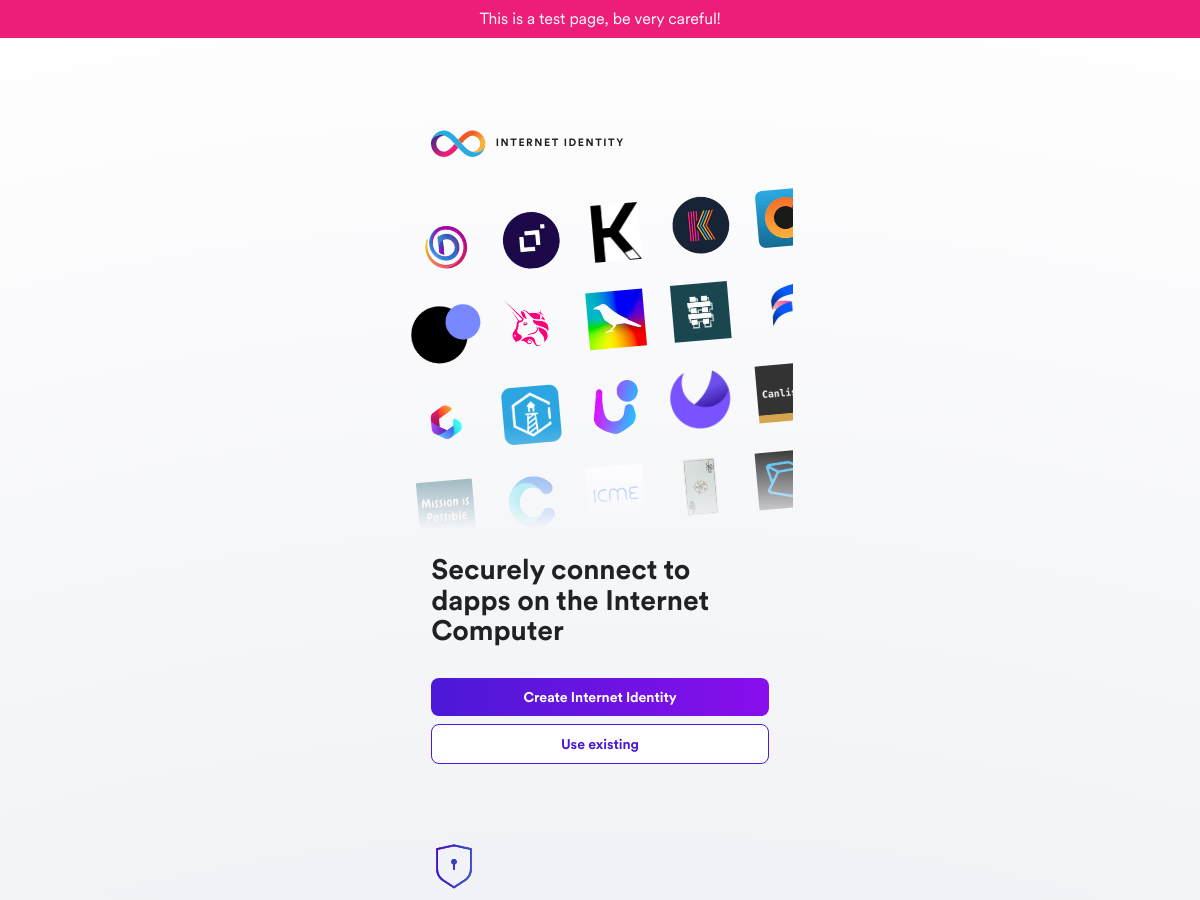 This is a test page, be very careful!
INTERNET IDENTITY
Canlis
Mission is
Possible
ICME
Securely connect to
dapps on the Internet
Computer
Create Internet Identity
Use existing